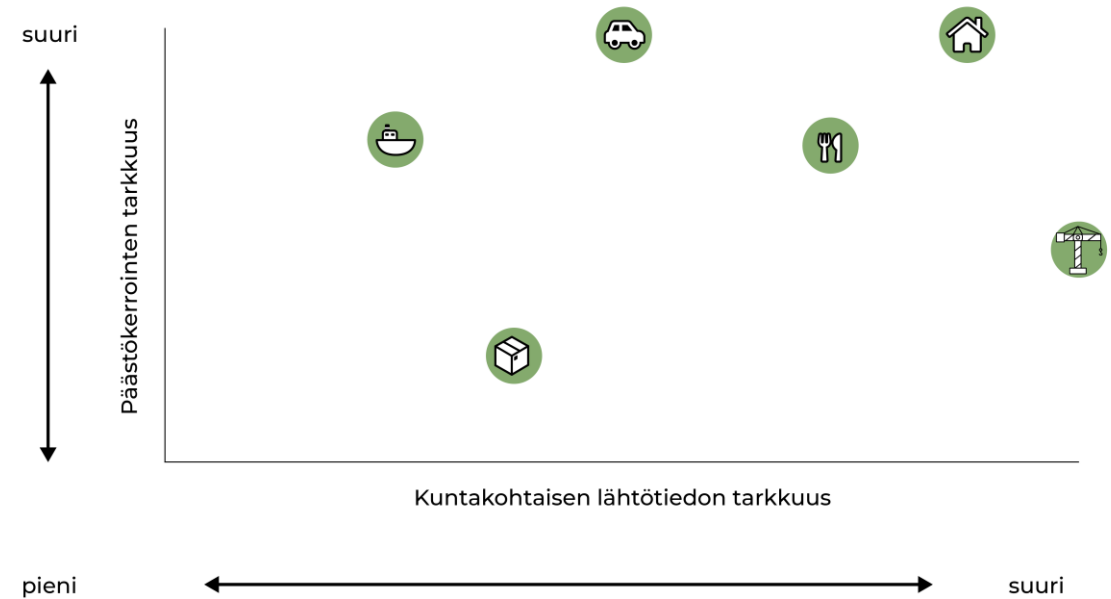 suuri
Päästökerrointen tarkkuus
Kuntakohtaisen lähtötiedon tarkkuus
pieni
suuri